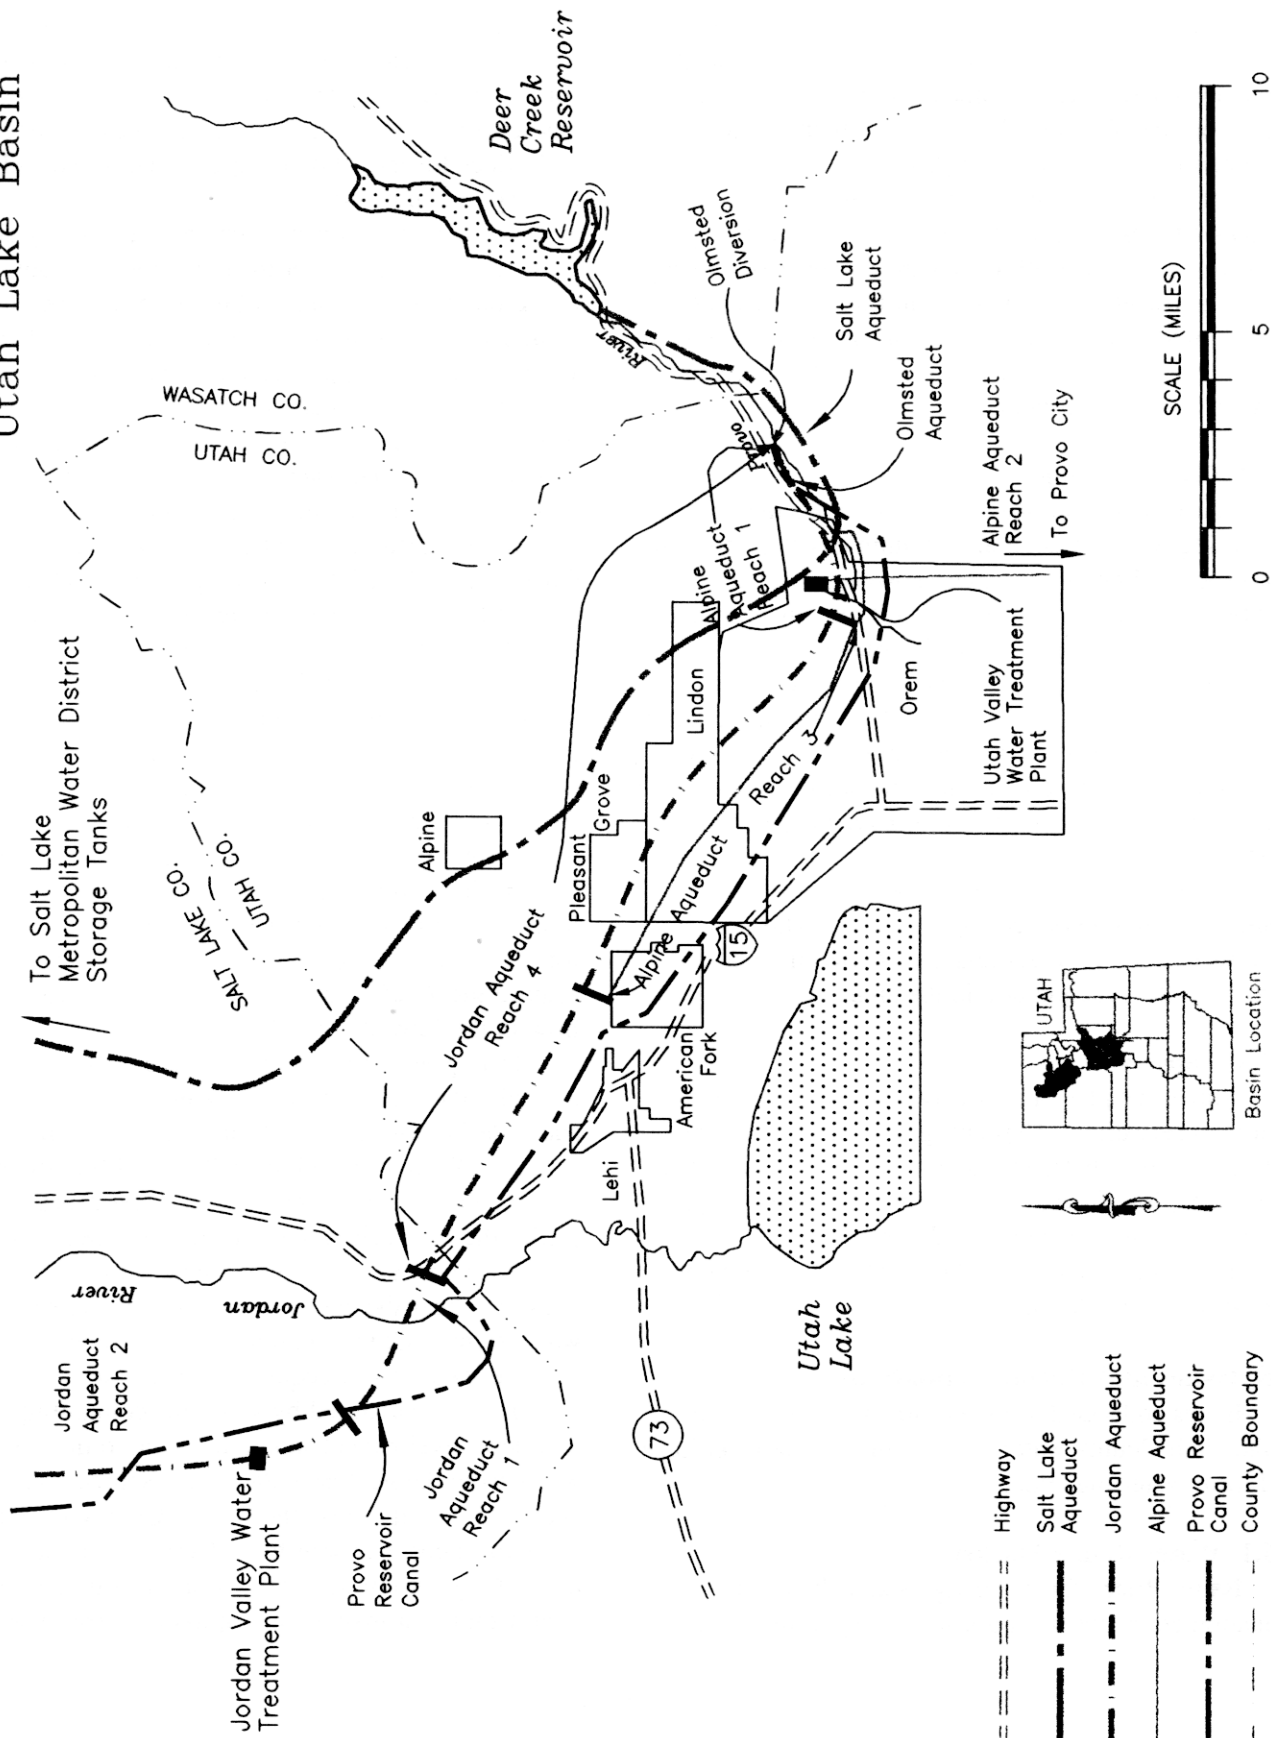 Utah Lake Basin
To Salt Lake
Metropolitan Water District
Storage Tanks
WASATCH CO.
UTAH CO.
SALT LAKE CO.
UTAH CO.
Deer
Creek
Reservoir
Provo
River
Olmsted
Diversion
Salt Lake
Aqueduct
Olmsted
Aqueduct
Alpine Aqueduct
Reach 2
To Provo City
Alpine
Aqueduct
Reach 1
Utah Valley
Water Treatment
Plant
Orem
Lindon
Pleasant
Grove
Alpine
Alpine
Aqueduct
Reach 3
15
American
Fork
Lehi
Jordan Aqueduct
Reach 4
Jordan
River
Jordan
Aqueduct
Reach 2
Jordan Valley Water
Treatment Plant
Provo
Reservoir
Canal
Jordan
Aqueduct
Reach 1
73
Utah
Lake
SCALE (MILES)
0
5
10
UTAH
Basin Location
Highway
Salt Lake
Aqueduct
Jordan Aqueduct
Alpine Aqueduct
Provo Reservoir
Canal
County Boundary